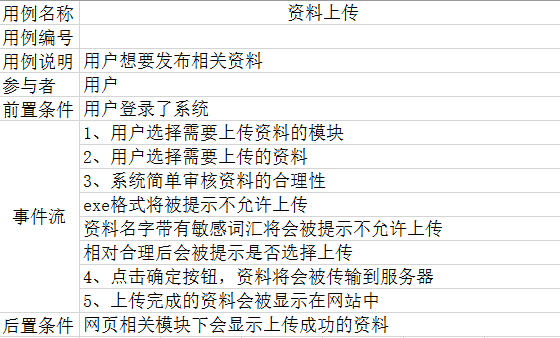 用例名称 资料上传
用例编号
用例说明 用户想要发布相关资料
参与者 用户
前置条件 用户登录了系统
事件流
1、用户选择需要上传资料的模块
2、用户选择需要上传的资料
3、系统简单审核资料的合理性
exe格式将被提示不允许上传
资料名字带有敏感词汇将会被提示不允许上传
相对合理后会被提示是否选择上传
4、点击确定按钮，资料将会被传输到服务器
5、上传完成的资料会被显示在网站中
后置条件 网页相关模块下会显示上传成功的资料